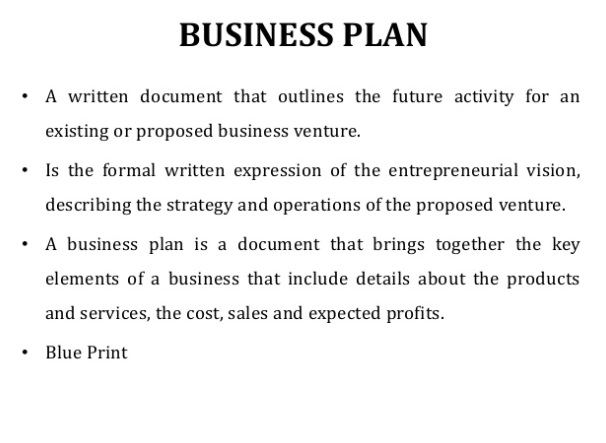 BUSINESS PLAN
• A written document that outlines the future activity for an
existing or proposed business venture.
• Is the formal written expression of the entrepreneurial vision,
describing the strategy and operations of the proposed venture.
• A business plan is a document that brings together the key
elements of a business that include details about the products
and services, the cost, sales and expected profits.
• Blue Print